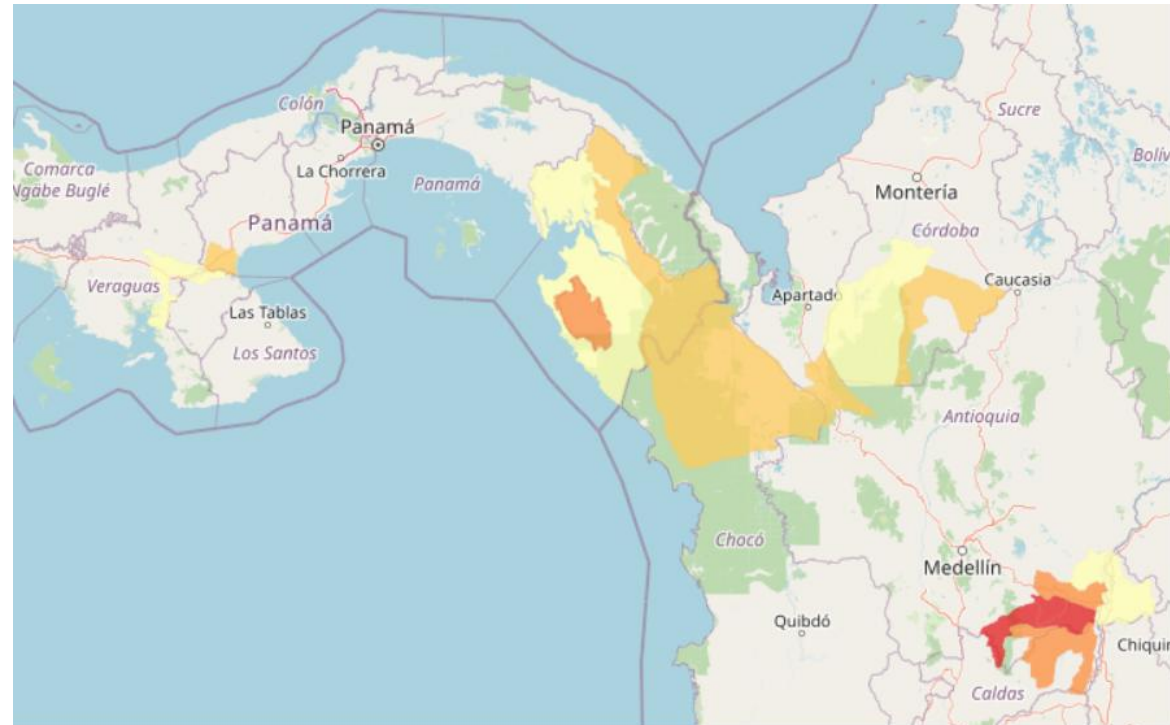 Colón
Panamá
La Chorrera
Comarca
Ngäbe Buglé
Panamá
Panamá
Veraguas
Las Tablas
Los Santos
Sucre
Montería
Córdoba
Apartadó
Caucasia
Antioquia
Chocó
Medellín
Quibdó
Caldas